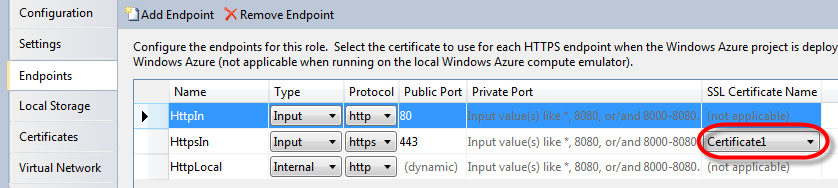 Configuration
Settings
Endpoints
Local Storage
Certificates
Virtual Network
Add Endpoint Remove Endpoint
Configure the endpoints for this role. Select the certificate to use for each HTTPS endpoint when the Windows Azure project is deploy
Windows Azure (not applicable when running on the local Windows Azure compute emulator).
Name Type Protocol Public Port Private Port SSL Certificate Name
HttpIn Input http 80 Input value(s) like *, 8080, or/and 8000-8080. (not applicable)
HttpsIn Input https 443 Input value(s) like *, 8080, or/and 8000-8080. Certificate1
HttpLocal Internal http (dynamic) Input value(s) like *, 8080, or/and 8000-8080. (not applicable)